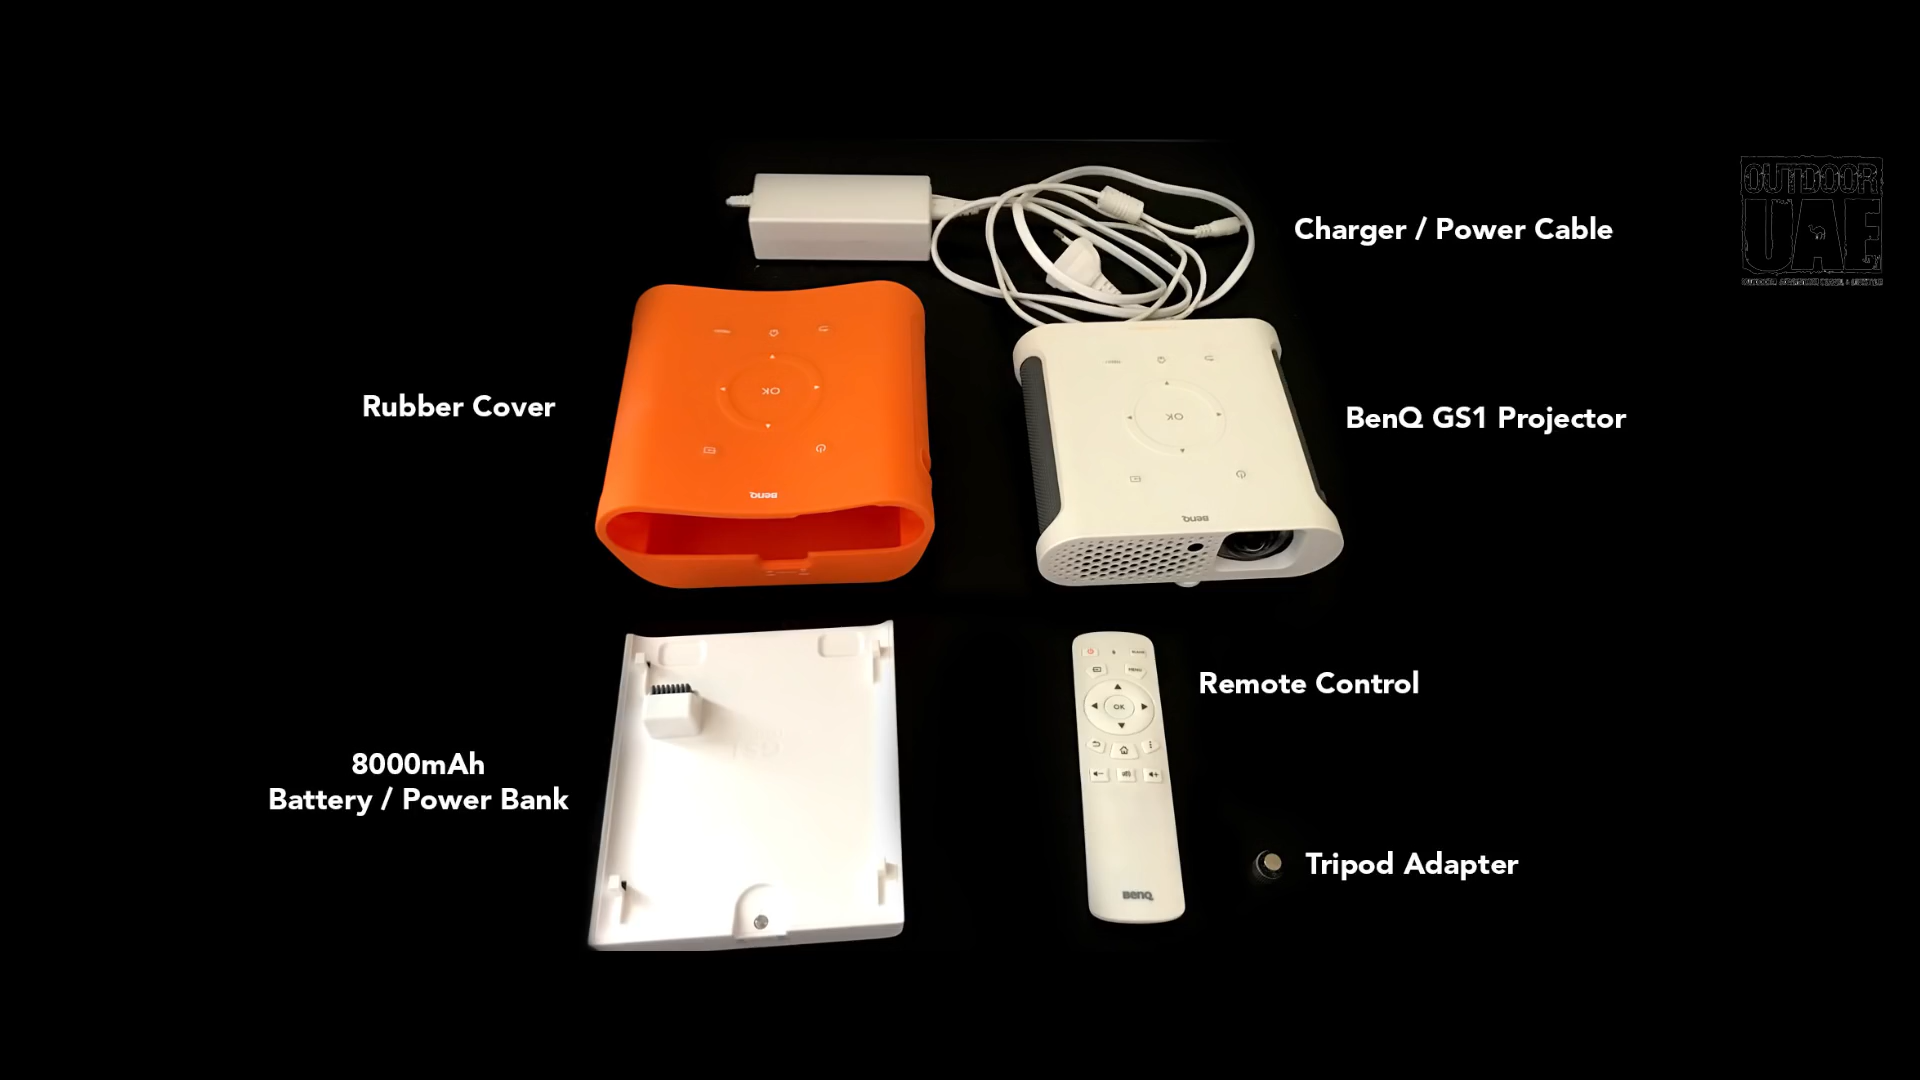 Charger / Power Cable
OUTDOOR
UAE
Rubber Cover
OK
BenQ
BenQ GS1 Projector
OK
BenQ
8000mAh
Battery / Power Bank
GS1
Remote Control
MENU
OK
BenQ
Tripod Adapter